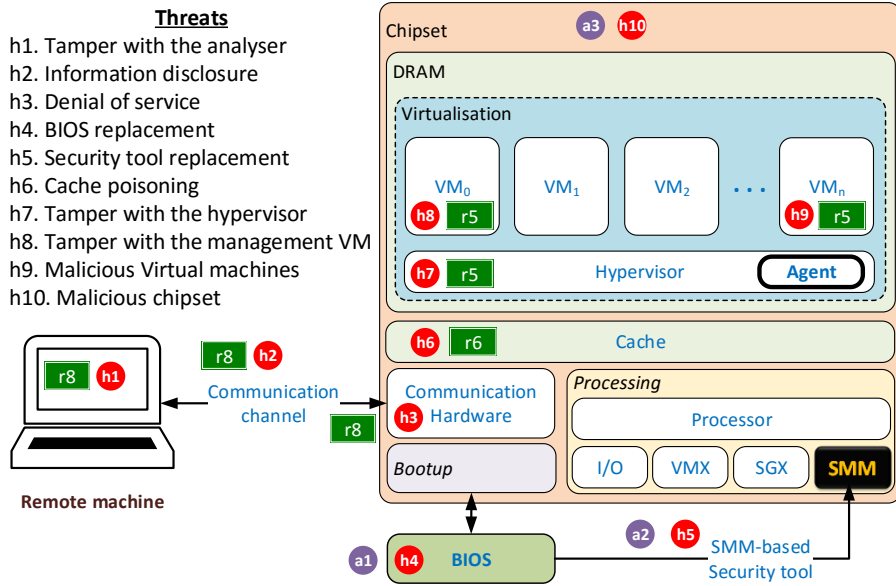 Threats
h1. Tamper with the analyser
h2. Information disclosure
h3. Denial of service
h4. BIOS replacement
h5. Security tool replacement
h6. Cache poisoning
h7. Tamper with the hypervisor
h8. Tamper with the management VM
h9. Malicious Virtual machines
h10. Malicious chipset
Chipset
a3 h10
DRAM
Virtualisation
VM0 VM1 VM2 . . . VMn
h8 r5 h9 r5
h7 r5 Hypervisor Agent
h6 r6 Cache
r8 h2
r8 h1
Communication
channel
r8
Communication
h3 Hardware
Bootup
Processing
Processor
I/O VMX SGX SMM
Remote machine
a1 h4 BIOS
a2 h5
SMM-based
Security tool